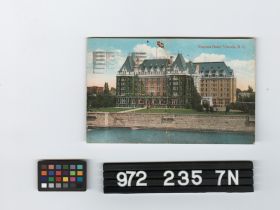 Empress Hotel, Victoria, B. C.
972 235 7N